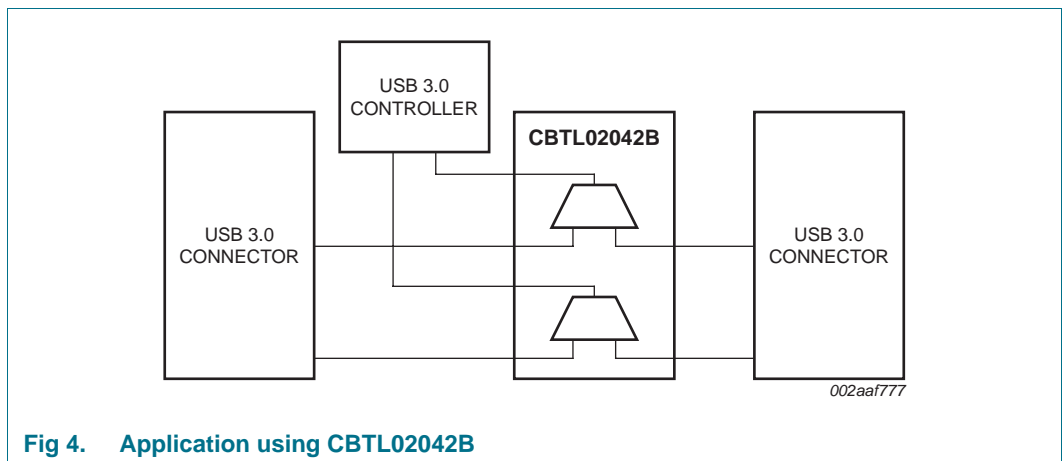 USB 3.0
CONTROLLER
CBTL02042B
USB 3.0
CONNECTOR
USB 3.0
CONNECTOR
002aaf777
Fig 4. Application using CBTL02042B